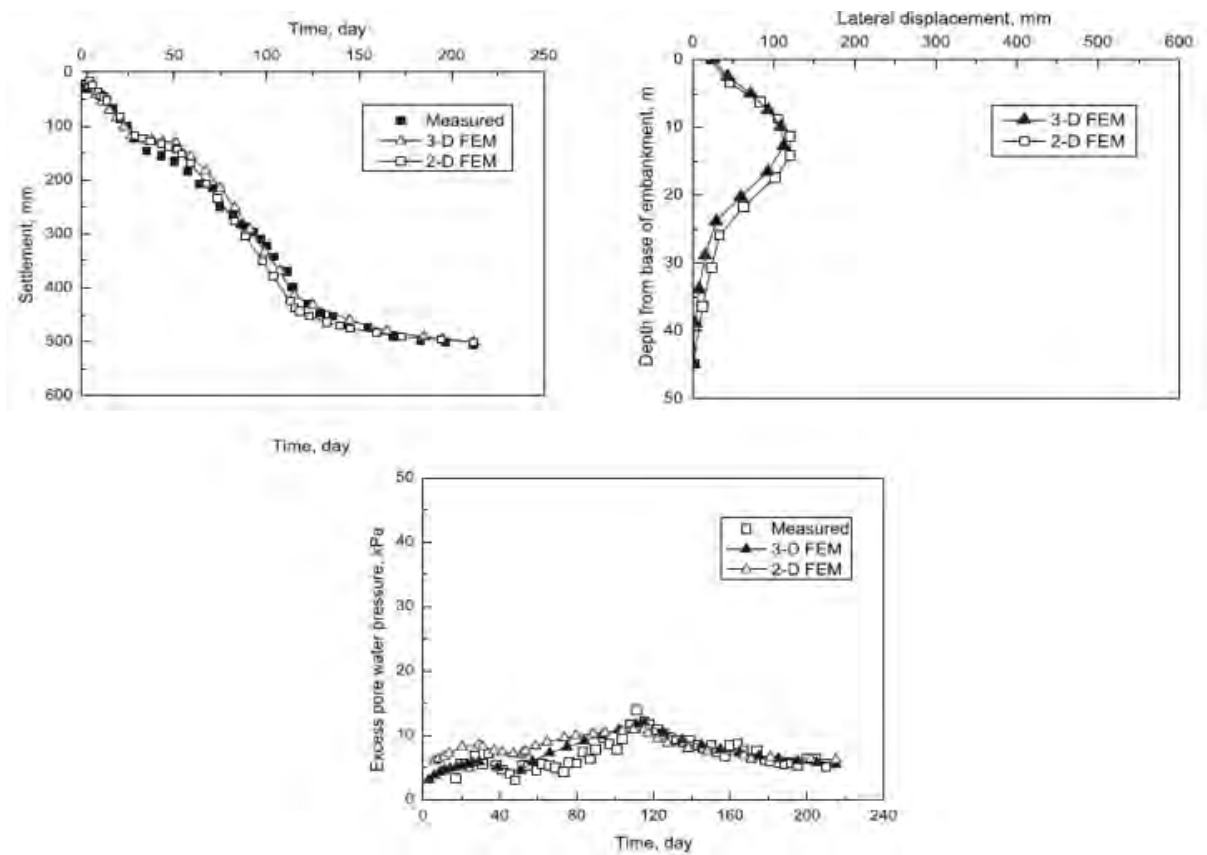 Time, day
0 50 100 150 200 250
0
100
200
300
400
500
600
Settlement, mm
Measured
3-D FEM
2-D FEM
Lateral displacement, mm
0 100 200 300 400 500 600
0
10
20
30
40
50
Depth from base of embankment, m
3-D FEM
2-D FEM
Time, day
50
40
30
20
10
0
Excess pore water pressure, kPa
Measured
3-D FEM
2-D FEM
0 40 80 120 160 200 240
Time, day